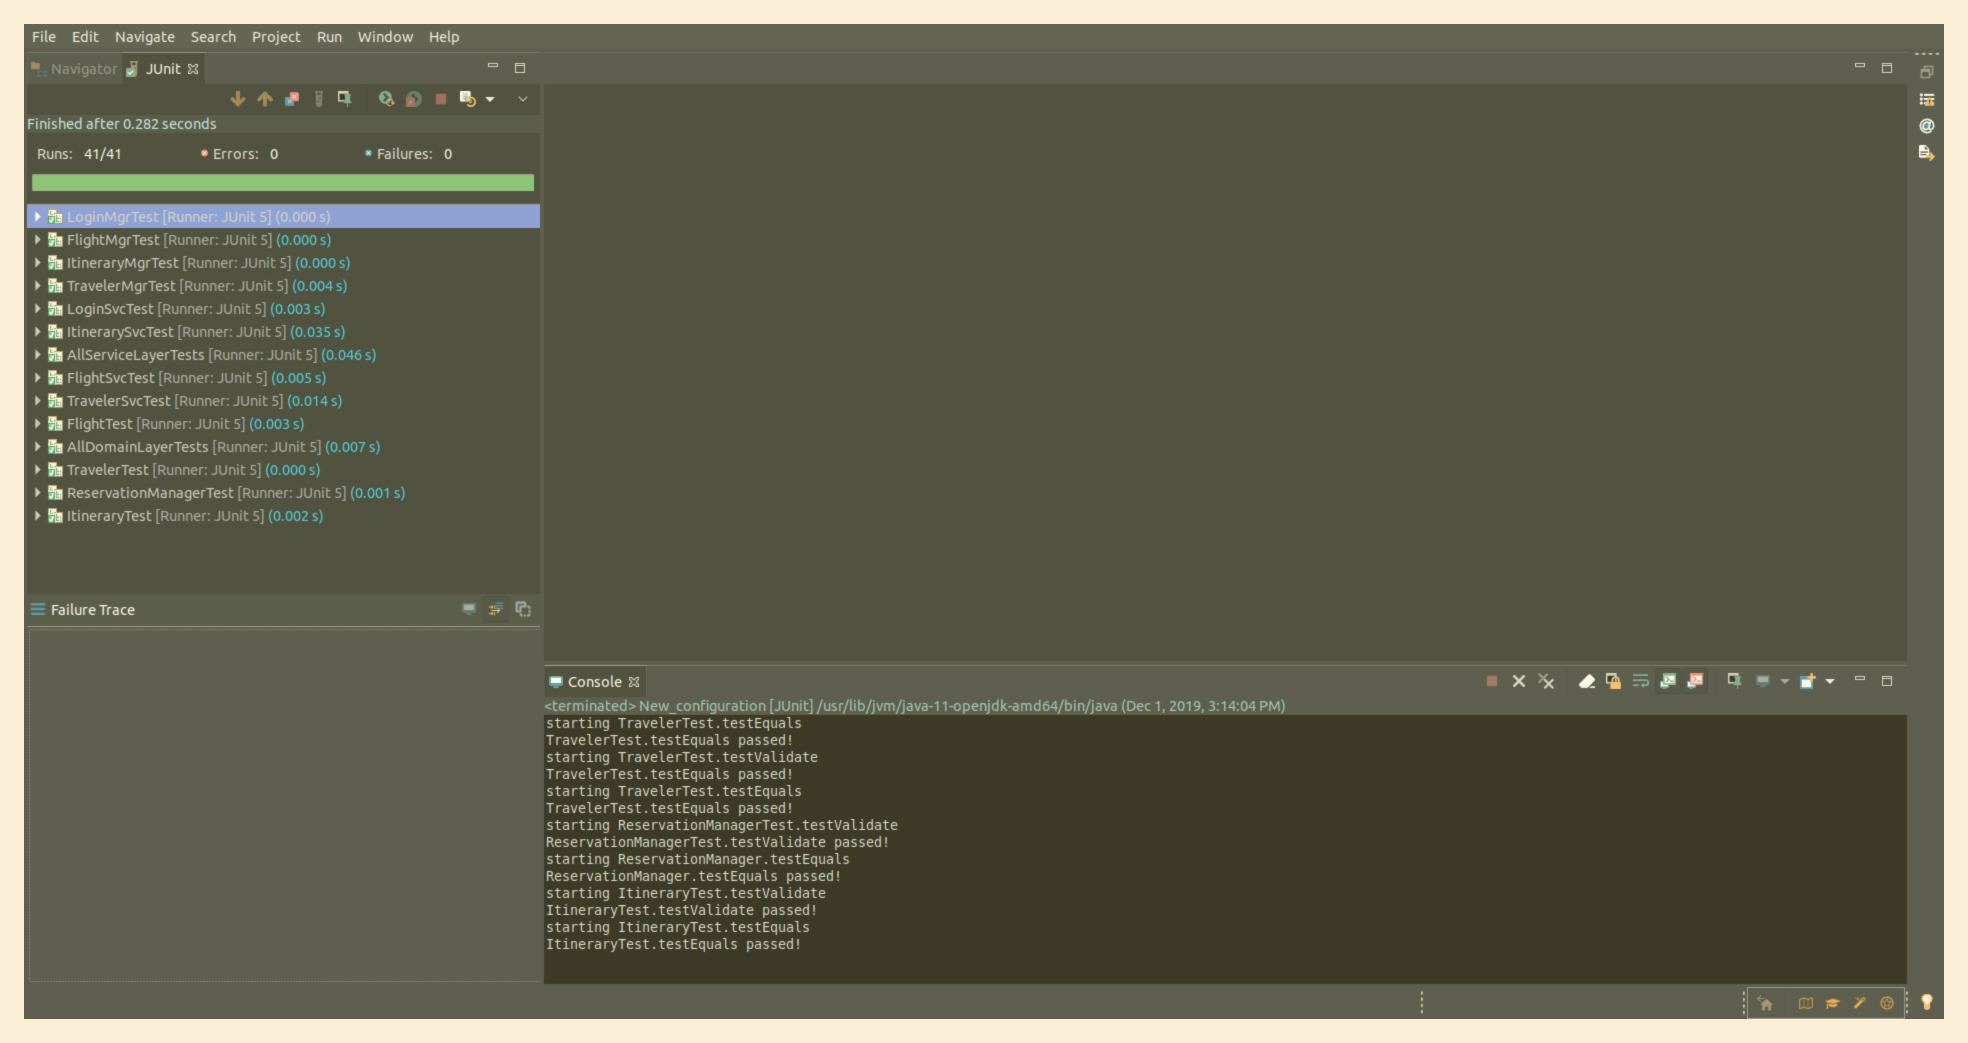 File Edit Navigate Search Project Run Window Help
Navigator JUnit
Finished after 0.282 seconds
Runs: 41/41 Errors: 0 Failures: 0
LoginMgrTest [Runner: JUnit 5] (0.000 s)
FlightMgrTest [Runner: JUnit 5] (0.000 s)
ItineraryMgrTest [Runner: JUnit 5] (0.000 s)
TravelerMgrTest [Runner: JUnit 5] (0.004 s)
LoginSvcTest [Runner: JUnit 5] (0.003 s)
ItinerarySvcTest [Runner: JUnit 5] (0.035 s)
AllServiceLayerTests [Runner: JUnit 5] (0.046 s)
FlightSvcTest [Runner: JUnit 5] (0.005 s)
TravelerSvcTest [Runner: JUnit 5] (0.014 s)
FlightTest [Runner: JUnit 5] (0.003 s)
AllDomainLayerTests [Runner: JUnit 5] (0.007 s)
TravelerTest [Runner: JUnit 5] (0.000 s)
ReservationManagerTest [Runner: JUnit 5] (0.001 s)
ItineraryTest [Runner: JUnit 5] (0.002 s)
Failure Trace
Console
<terminated> New_configuration [JUnit] /usr/lib/jvm/java-11-openjdk-amd64/bin/java (Dec 1, 2019, 3:14:04 PM)
starting TravelerTest.testEquals
TravelerTest.testEquals passed!
starting TravelerTest.testValidate
TravelerTest.testEquals passed!
starting TravelerTest.testEquals
TravelerTest.testEquals passed!
starting ReservationManagerTest.testValidate
ReservationManagerTest.testValidate passed!
starting ReservationManager.testEquals
ReservationManager.testEquals passed!
starting ItineraryTest.testValidate
ItineraryTest.testValidate passed!
starting ItineraryTest.testEquals
ItineraryTest.testEquals passed!